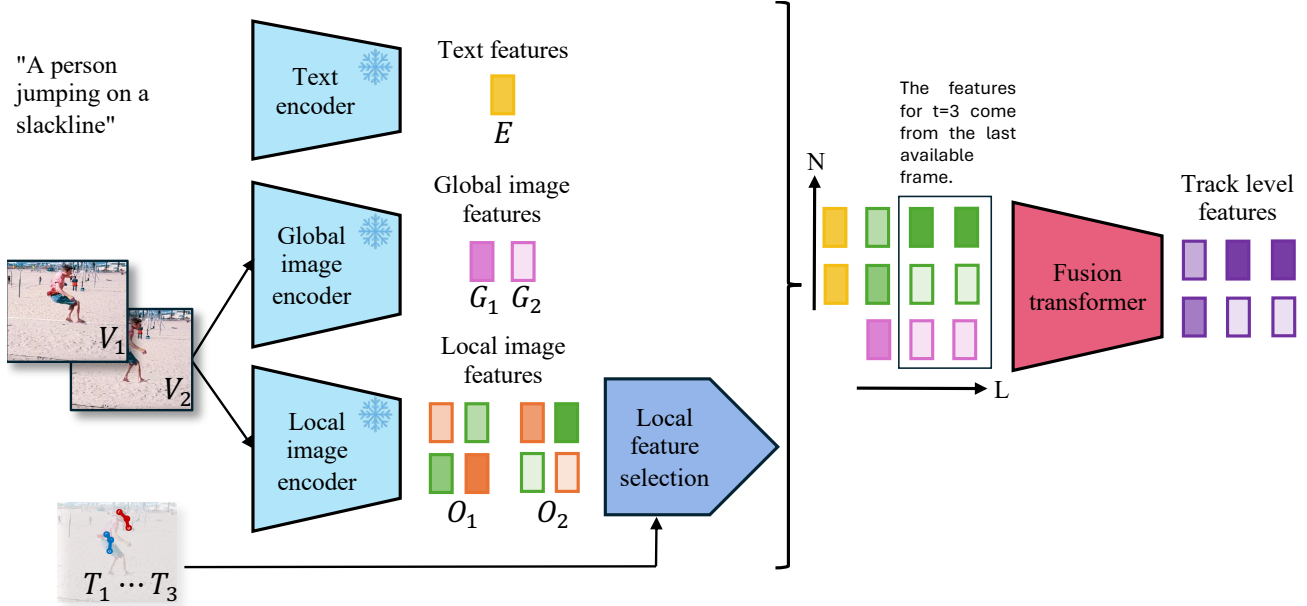 "A person
jumping on a
slackline"
Text
encoder
Text features
E
Global
image
encoder
Global image
features
G₁ G₂
V₁
V₂
Local
image
encoder
Local image
features
O₁ O₂
Local
feature
selection
T₁ ⋯ T₃
The features
for t=3 come
from the last
available
frame.
N
L
Fusion
transformer
Track level
features